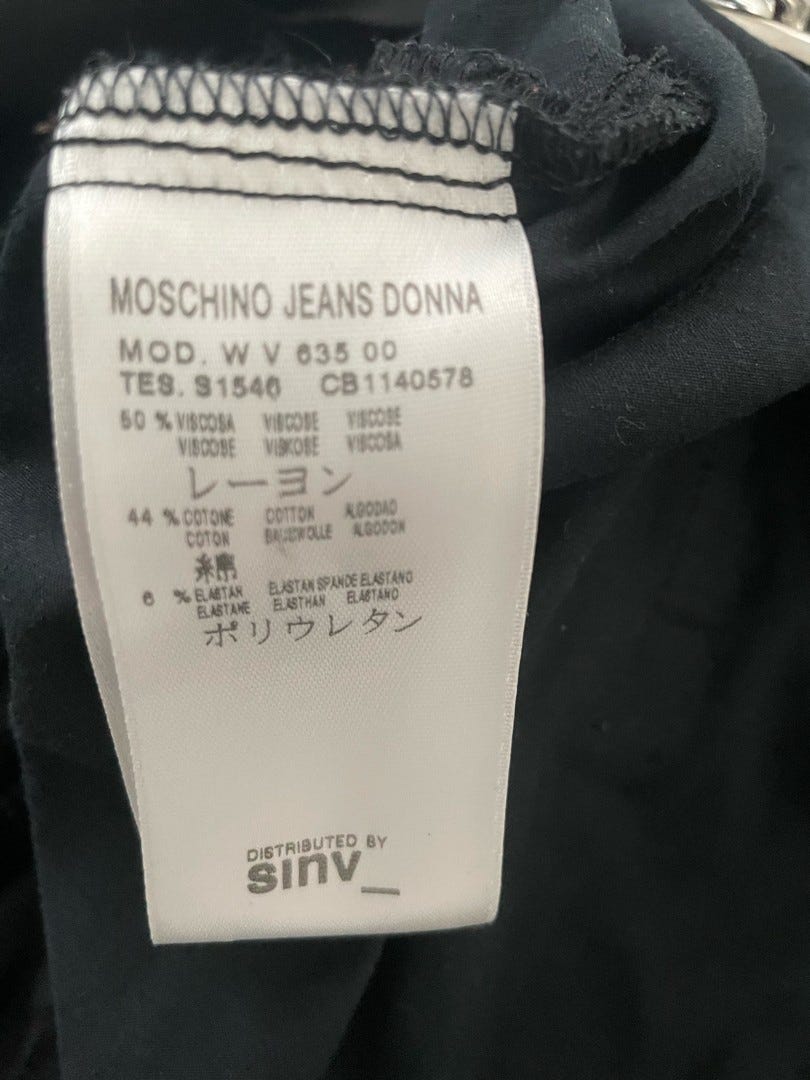 MOSCHINO JEANS DONNA
MOD. W V 635 00
TES. S1546 CB1140578
50 % VISCOSA VISCOSE VISCOSE
VISCOSE VISKOSE VISCOSA
レーヨン
44 % COTONE COTTON ALGODAO
COTON BAUMWOLLE ALGODON
綿
6 % ELASTAN ELASTAN SPANDE ELASTANO
ELASTANE ELASTHAN ELASTANO
ポリウレタン
DISTRIBUTED BY
sinv_